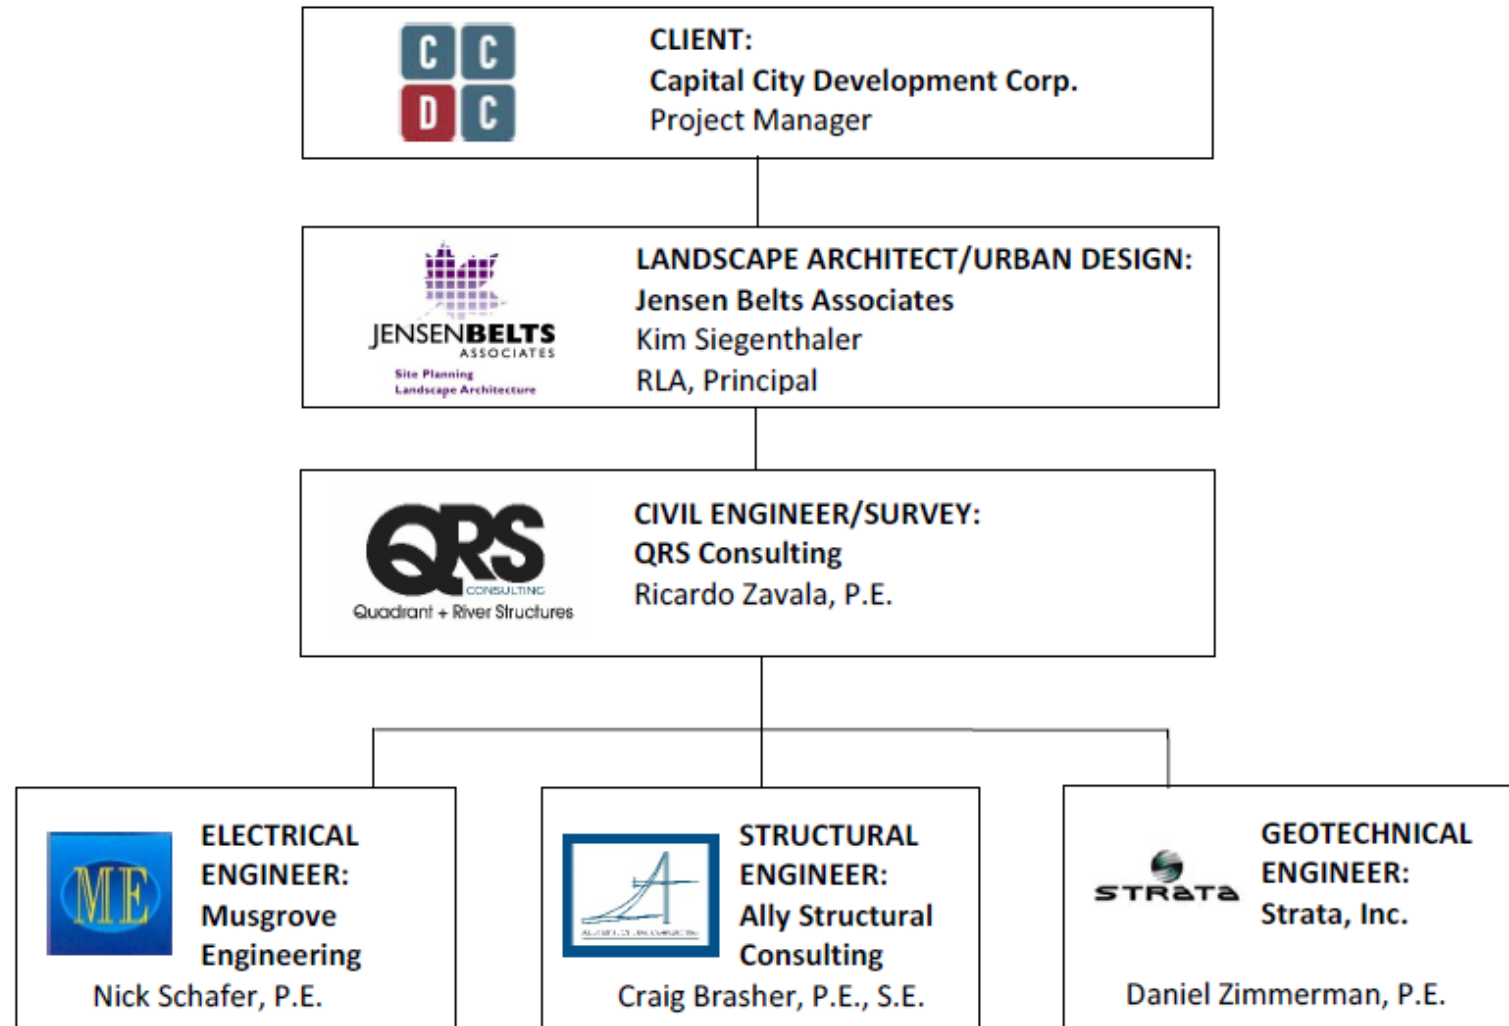 C C
D C
CLIENT:
Capital City Development Corp.
Project Manager
JENSENBELTS
ASSOCIATES
Site Planning
Landscape Architecture
LANDSCAPE ARCHITECT/URBAN DESIGN:
Jensen Belts Associates
Kim Siegenthaler
RLA, Principal
QRS
CONSULTING
Quadrant + River Structures
CIVIL ENGINEER/SURVEY:
QRS Consulting
Ricardo Zavala, P.E.
ME
ELECTRICAL
ENGINEER:
Musgrove
Engineering
Nick Schafer, P.E.
STRUCTURAL
ENGINEER:
Ally Structural
Consulting
Craig Brasher, P.E., S.E.
STRATA
GEOTECHNICAL
ENGINEER:
Strata, Inc.
Daniel Zimmerman, P.E.